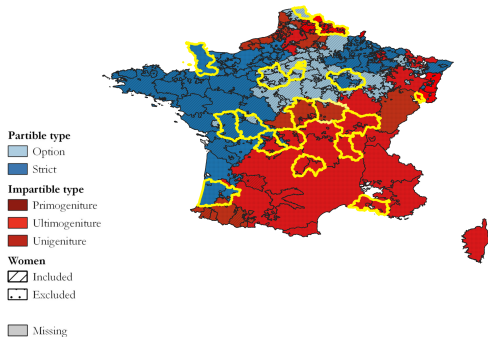 Partible type
Option
Strict
Impartible type
Primogeniture
Ultimogeniture
Unigeniture
Women
Included
Excluded
Missing